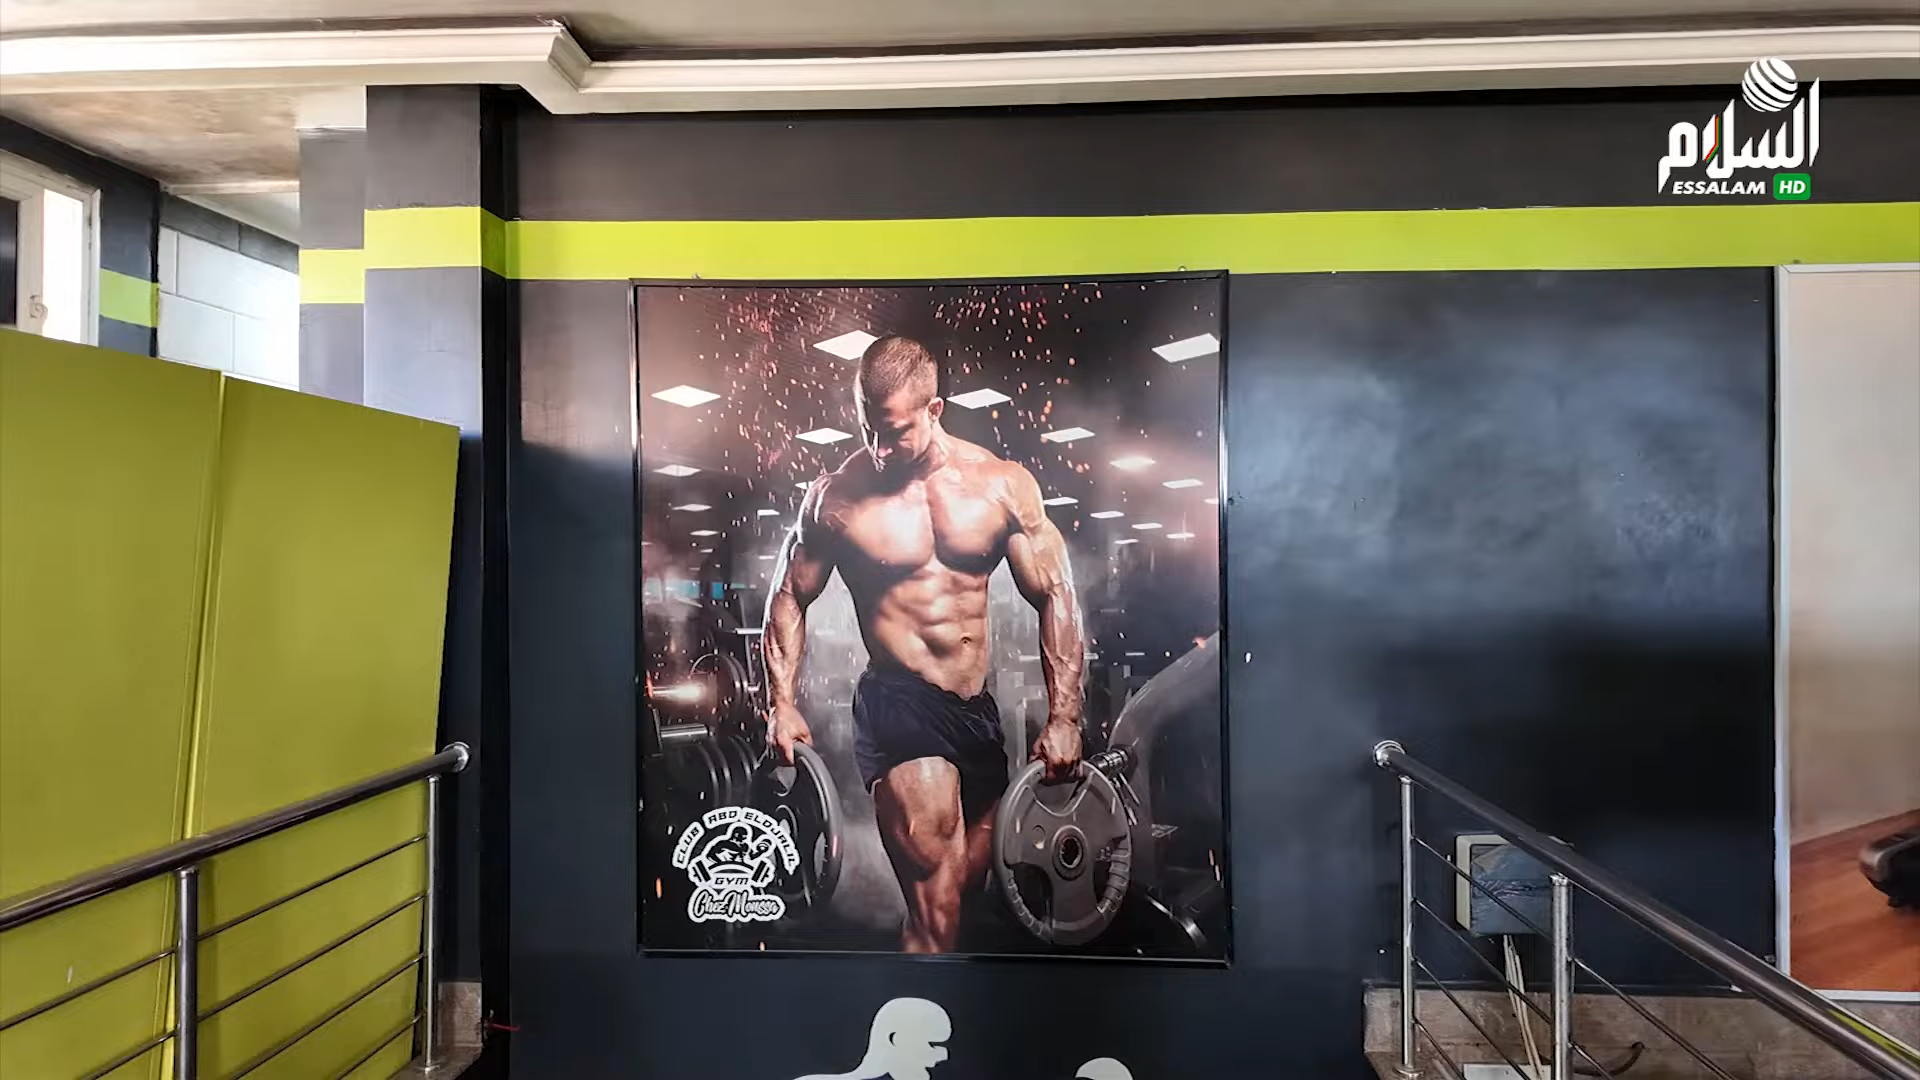 السلام
ESSALAM HD
CLUB ABD ELDJALIL
GYM
Chez Moussa